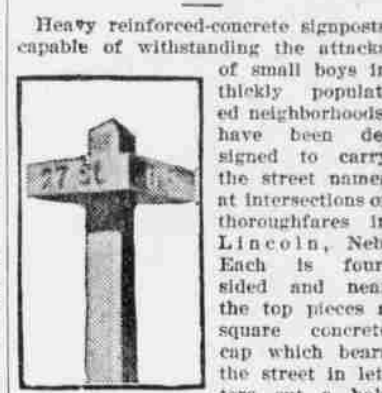 Heavy reinforced-concrete signposts
capable of withstanding the attacks
of small boys in
thickly populat-
ed neighborhoods
have been de-
signed to carry
the street names
at intersections of
thoroughfares in
Lincoln, Neb.
Each is four-
sided and near
the top pieces a
square concrete
cap which bears
the street in let-
27 ST